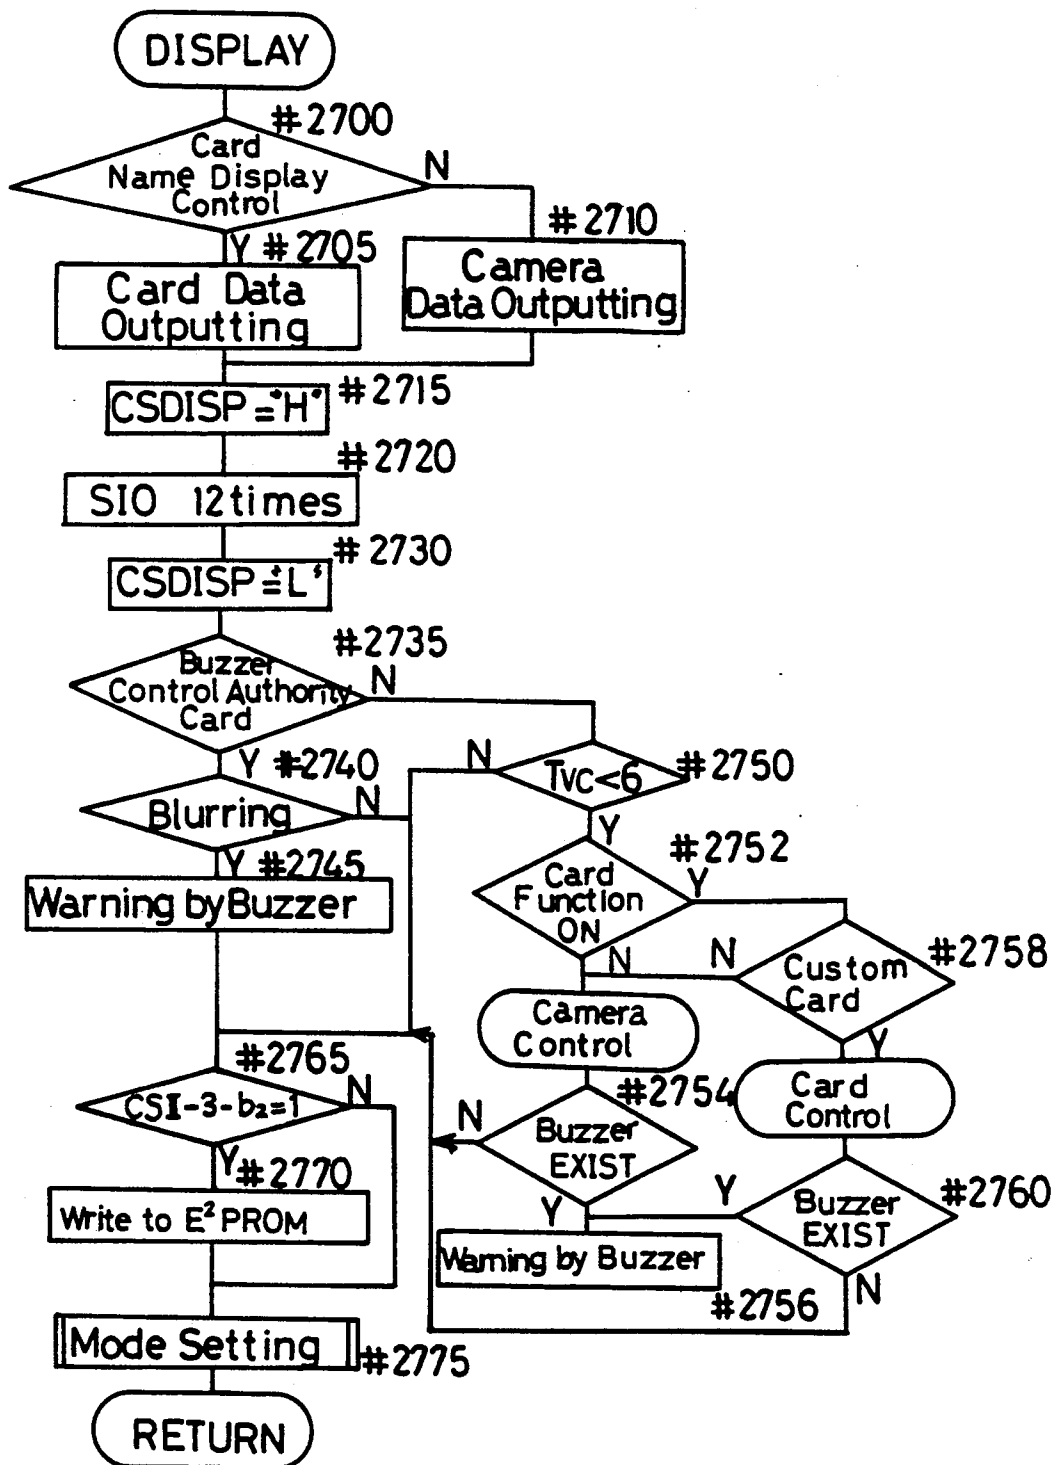 DISPLAY
#2700
Card
Name Display
Control
N
Y #2705
#2710
Card Data
Outputting
Camera
Data Outputting
CSDISP="H"
#2715
#2720
SIO 12times
#2730
CSDISP="L"
#2735
Buzzer
Control Authority
Card
N
Y #2740
N
TVC<6
#2750
Blurring
N
Y
Y #2745
Warning by Buzzer
#2752
Card
Function
ON
Y
N
N
Custom
Card
#2758
Y
Camera
Control
#2765
CSII-3-b2=1
N
#2754
Card
Control
N
Buzzer
EXIST
Y #2770
Write to E2PROM
Y
Y
Buzzer
EXIST
#2760
Warning by Buzzer
#2756
N
Mode Setting
#2775
RETURN